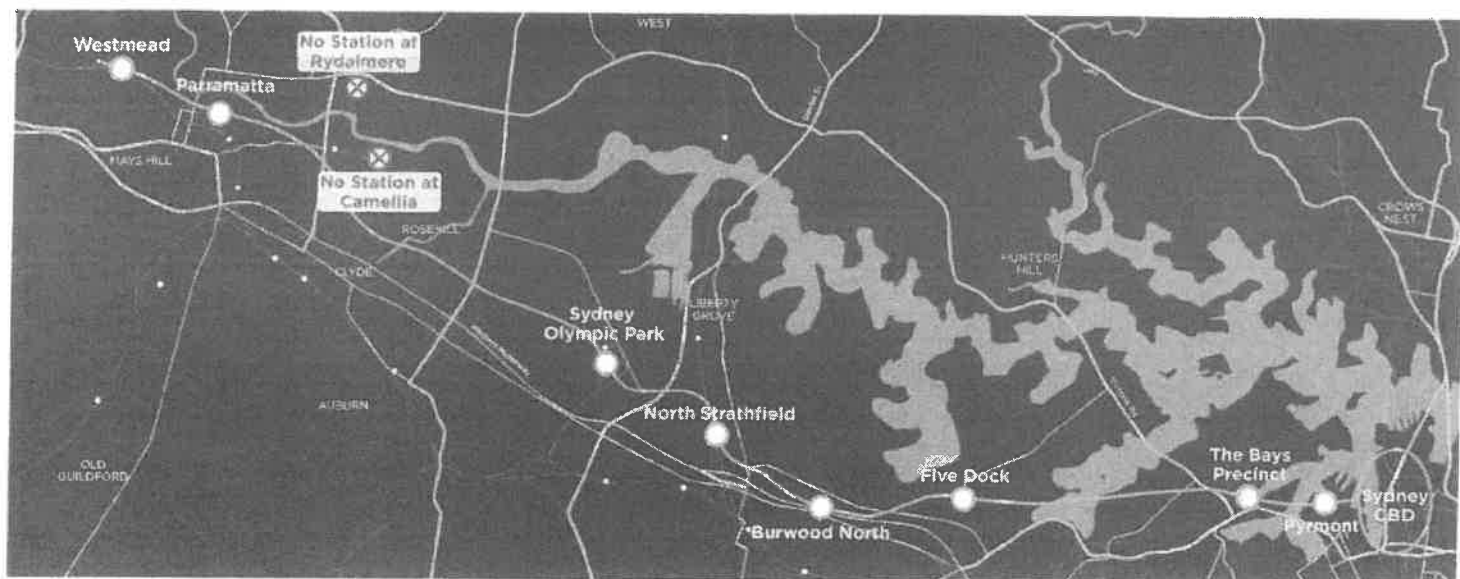 WEST
Westmead
No Station at
Rydalmere
Parramatta
MAYS HILL
No Station at
Camellia
ROSEHILL
CLYDE
CROWS
NEST
HUNTERS
HILL
LIBERTY
GROVE
Sydney
Olympic Park
AUBURN
North Strathfield
OLD
GUILDFORD
Five Dock
The Bays
Precinct
Burwood North
Pyrmont
Sydney
CBD